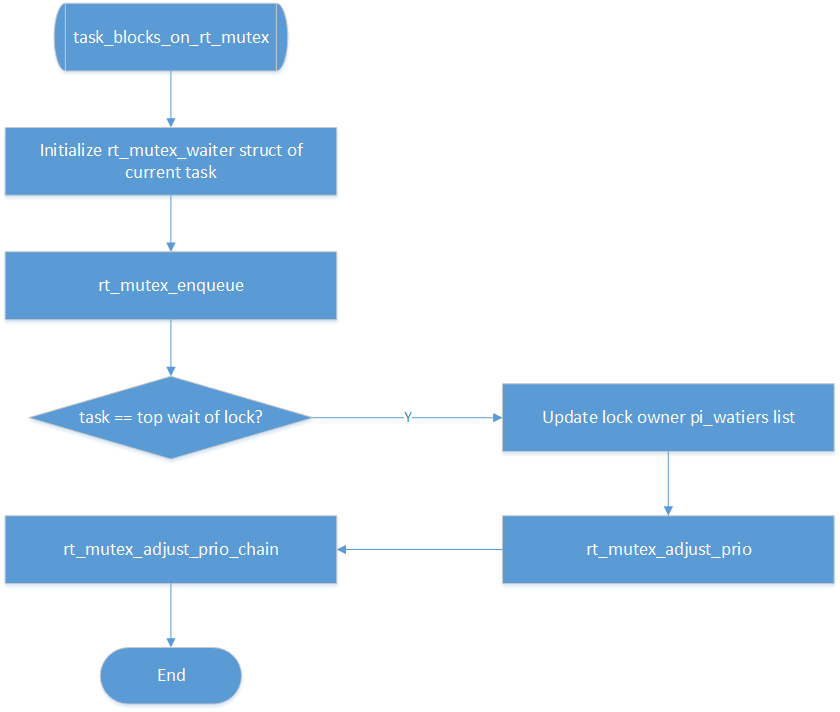 task_blocks_on_rt_mutex
Initialize rt_mutex_waiter struct of
current task
rt_mutex_enqueue
task == top wait of lock?
Y
Update lock owner pi_watiers list
rt_mutex_adjust_prio
rt_mutex_adjust_prio_chain
End